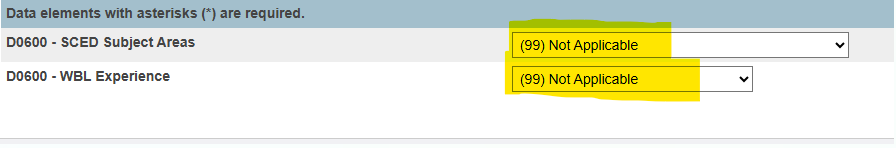 Data elements with asterisks (*) are required.
D0600 - SCED Subject Areas (99) Not Applicable
D0600 - WBL Experience (99) Not Applicable